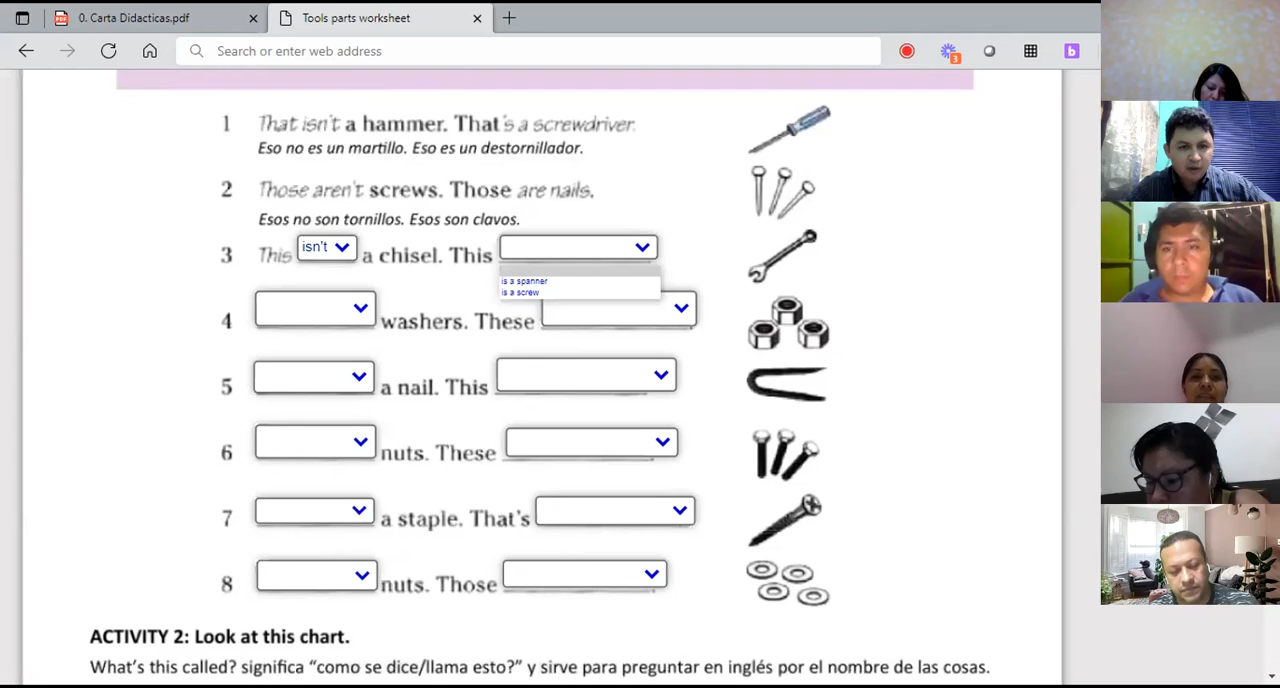 0. Carta Didacticas.pdf
Tools parts worksheet
Search or enter web address
3
b
1 That isn't a hammer. That's a screwdriver.
Eso no es un martillo. Eso es un destornillador.
2 Those aren't screws. Those are nails.
Esos no son tornillos. Esos son clavos.
3 This isn't a chisel. This
is a spanner
is a screw
4 washers. These
5 a nail. This
6 nuts. These
7 a staple. That's
8 nuts. Those
ACTIVITY 2: Look at this chart.
What's this called? significa "como se dice/llama esto?" y sirve para preguntar en inglés por el nombre de las cosas.